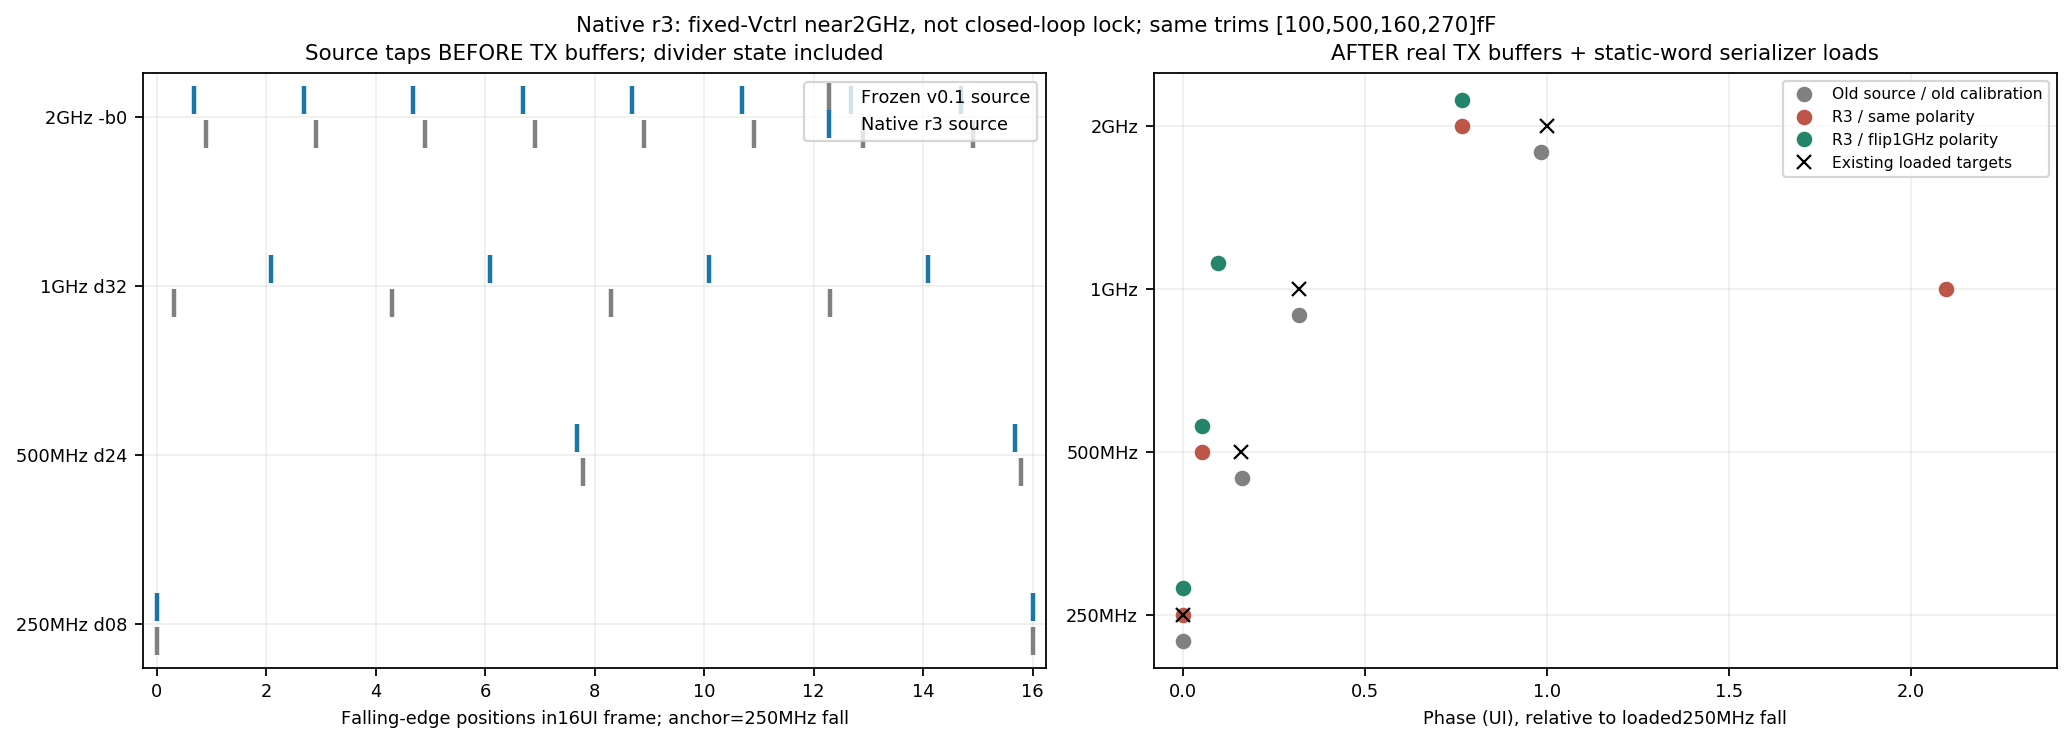 Native r3: fixed-Vctrl near2GHz, not closed-loop lock; same trims [100,500,160,270]fF
Source taps BEFORE TX buffers; divider state included
Frozen v0.1 source
Native r3 source
2GHz -b0
1GHz d32
500MHz d24
250MHz d08
0 2 4 6 8 10 12 14 16
Falling-edge positions in16UI frame; anchor=250MHz fall
AFTER real TX buffers + static-word serializer loads
Old source / old calibration
R3 / same polarity
R3 / flip1GHz polarity
Existing loaded targets
2GHz
1GHz
500MHz
250MHz
0.0 0.5 1.0 1.5 2.0
Phase (UI), relative to loaded250MHz fall